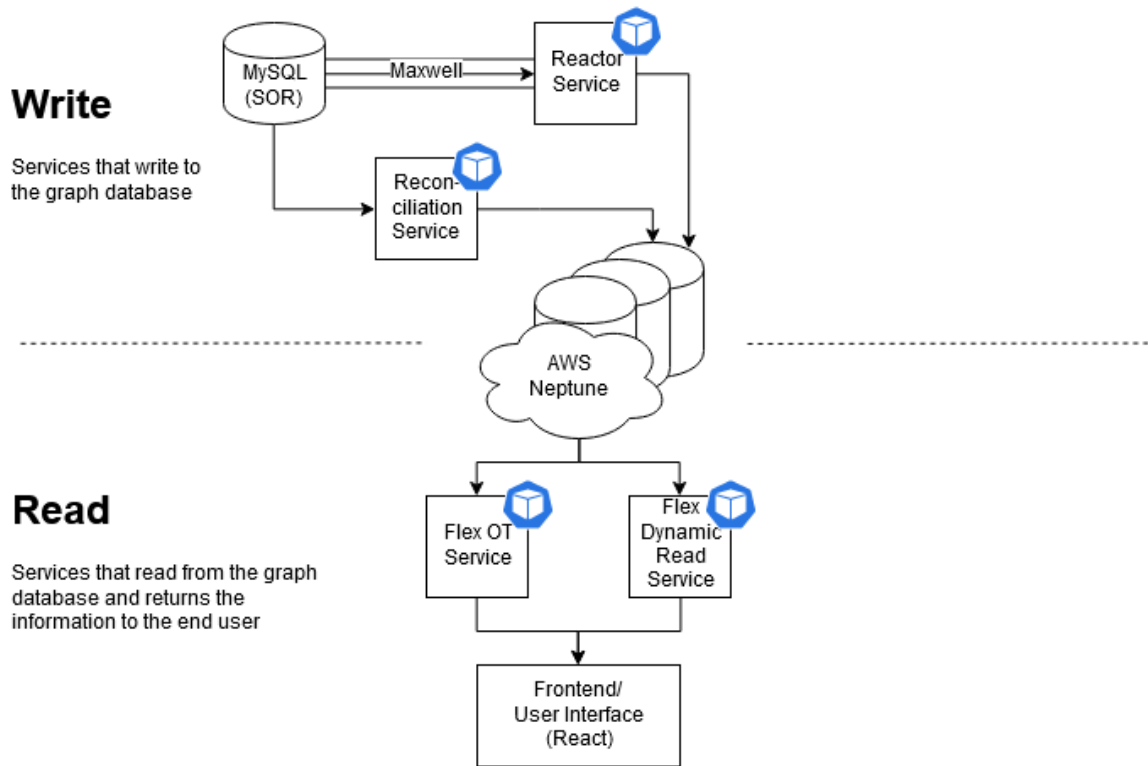 MySQL
(SOR)
Maxwell
Reactor
Service
Write
Services that write to
the graph database
Recon-
ciliation
Service
AWS
Neptune
Read
Services that read from the graph
database and returns the
information to the end user
Flex OT
Service
Flex
Dynamic
Read
Service
Frontend/
User Interface
(React)